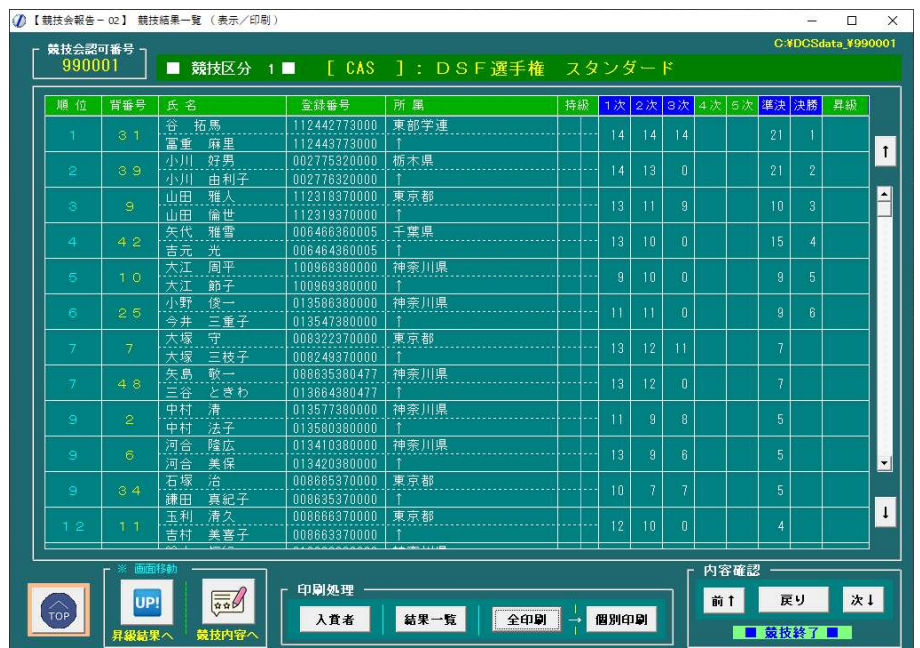 【 競技会報告 - 02 】 競技結果一覧 （ 表示／印刷 ）
C:¥DCSdata_¥990001
競技会認可番号
990001
■ 競技区分 1 ■ [ CAS ] : ＤＳＦ選手権 スタンダード
順 位 背番号 氏 名 登録番号 所 属 持級 1次 2次 3次 4次 5次 準決 決勝 昇級
1 31 谷 拓馬 112442773000 東部学連 14 14 14 21 1
冨重 麻里 112443773000 ↑
2 39 小川 好男 002775320000 栃木県 14 13 0 21 2
小川 由利子 002776320000 ↑
3 9 山田 雅人 112318370000 東京都 13 11 9 10 3
山田 倫世 112319370000 ↑
4 42 矢代 雅雪 006466360005 千葉県 13 10 0 15 4
吉元 光 006464360005 ↑
5 10 大江 周平 100968380000 神奈川県 9 10 0 9 5
大江 節子 100969380000 ↑
6 25 小野 俊一 013586380000 神奈川県 11 11 0 9 6
今井 三重子 013547380000 ↑
7 7 大塚 守 008322370000 東京都 13 12 11 7
大塚 三枝子 008249370000 ↑
7 48 矢島 敬一 088635380477 神奈川県 13 12 0 7
三谷 ときわ 013664380477 ↑
9 2 中村 清 013577380000 神奈川県 11 9 8 5
中村 法子 013580380000 ↑
9 6 河合 隆広 013410380000 神奈川県 13 9 6 5
河合 美保 013420380000 ↑
9 34 石塚 治 008665370000 東京都 10 7 7 5
鎌田 真紀子 008635370000 ↑
12 11 玉利 清久 008666370000 東京都 12 10 0 4
吉村 美喜子 008663370000 ↑
※ 画面移動
TOP
UP!
昇級結果へ
競技内容へ
印刷処理
入賞者 結果一覧 全印刷 → 個別印刷
内容確認
前↑ 戻り 次↓
■ 競技終了 ■